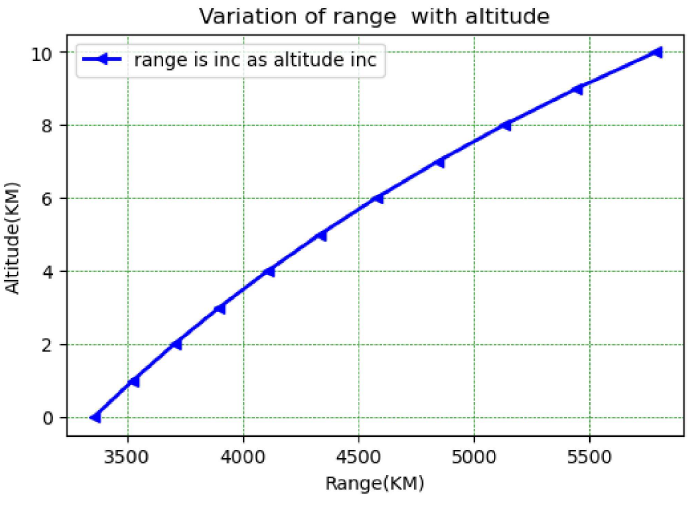 Variation of range  with altitude
range is inc as altitude inc
Altitude(KM)
10
8
6
4
2
0
3500 4000 4500 5000 5500
Range(KM)